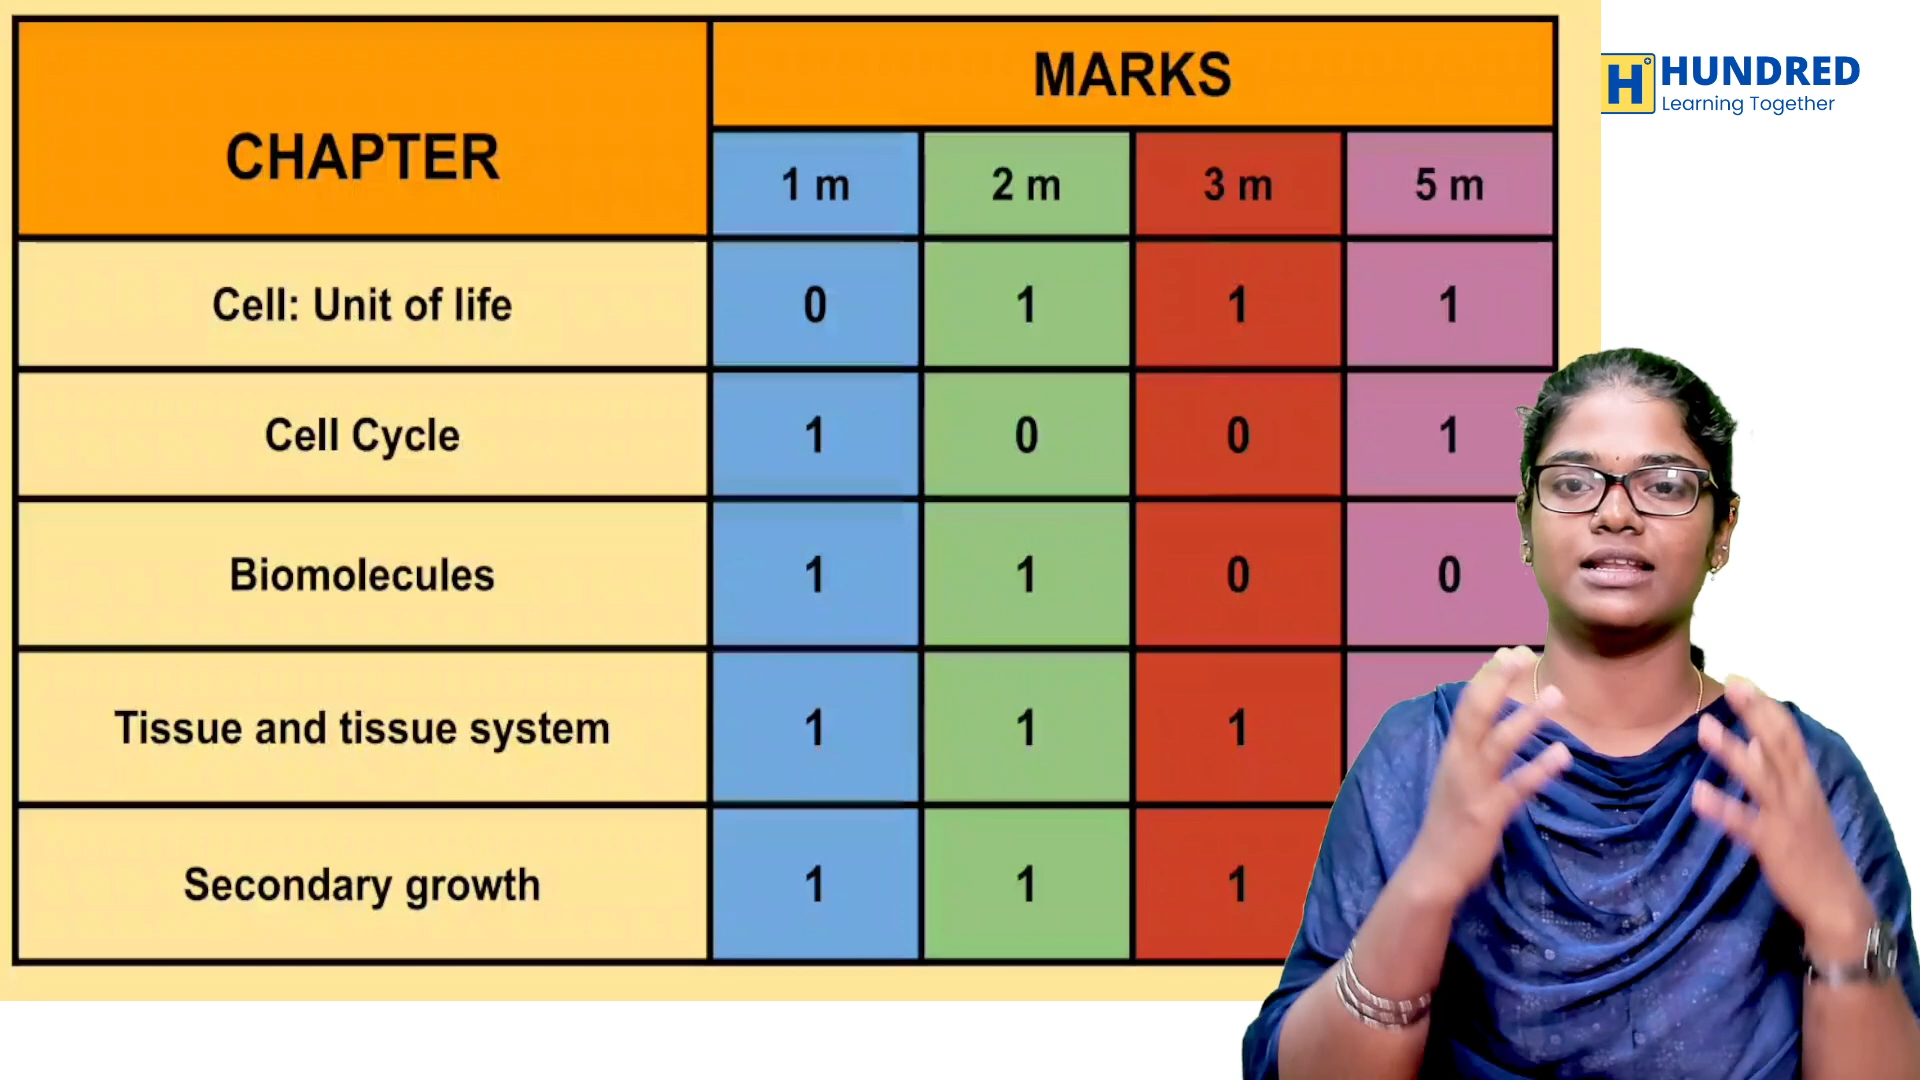 CHAPTER
MARKS
1 m 2 m 3 m 5 m
Cell: Unit of life 0 1 1 1
Cell Cycle 1 0 0 1
Biomolecules 1 1 0 0
Tissue and tissue system 1 1 1
Secondary growth 1 1 1
H° HUNDRED
Learning Together